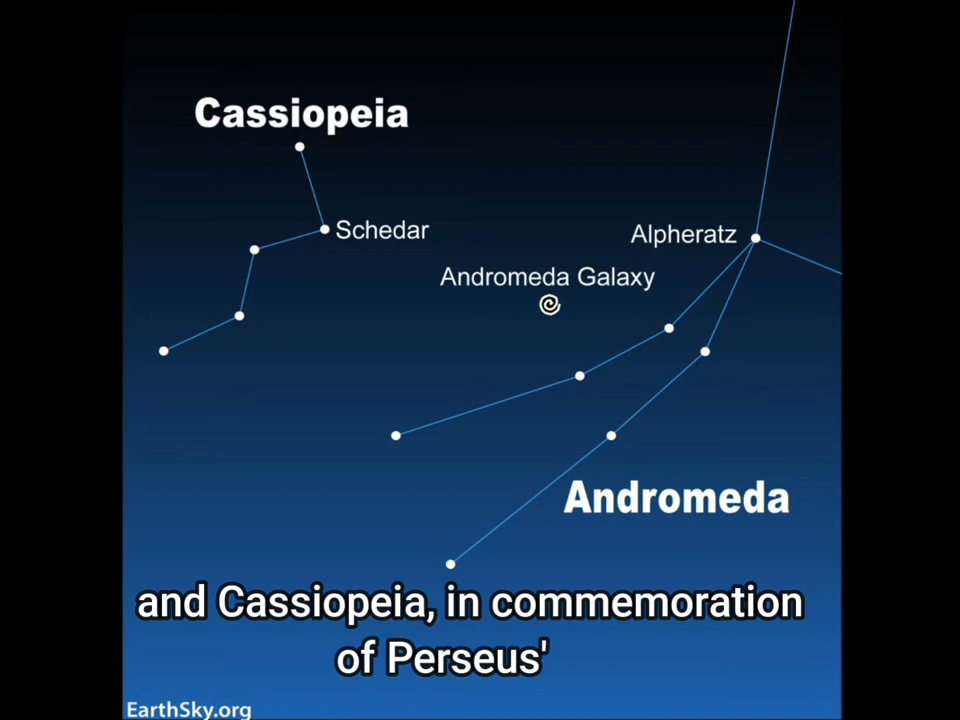 Cassiopeia
Schedar
Alpheratz
Andromeda Galaxy
Andromeda
and Cassiopeia, in commemoration
of Perseus'
EarthSky.org